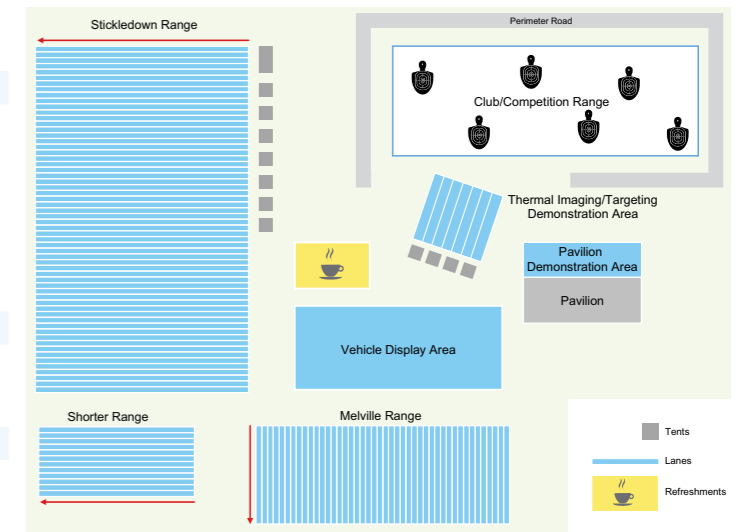 Stickledown Range
Perimeter Road
Club/Competition Range
Thermal Imaging/Targeting
Demonstration Area
Pavilion
Demonstration Area
Pavilion
Vehicle Display Area
Shorter Range
Melville Range
Tents
Lanes
Refreshments